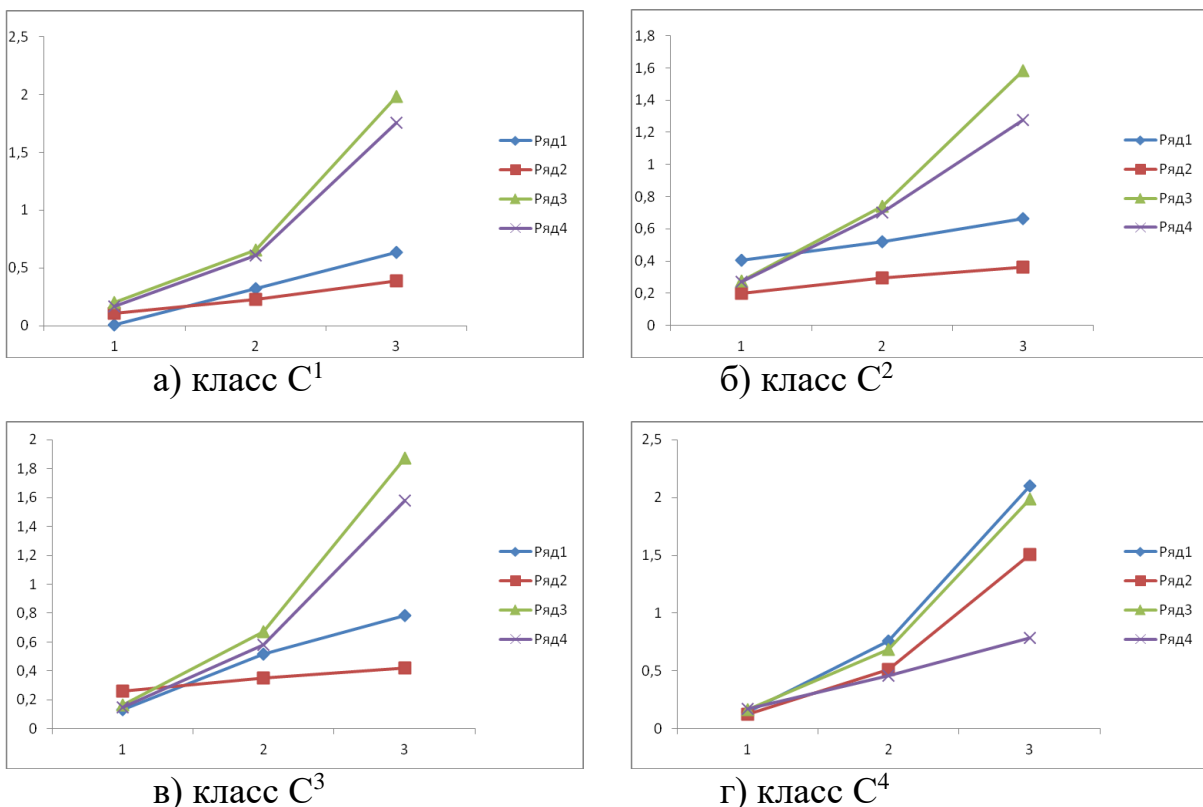 2,5
2
1,5
1
0,5
0
1 2 3
Ряд1
Ряд2
Ряд3
Ряд4
а) класс C¹
1,8
1,6
1,4
1,2
1
0,8
0,6
0,4
0,2
0
1 2 3
Ряд1
Ряд2
Ряд3
Ряд4
б) класс C²
2
1,8
1,6
1,4
1,2
1
0,8
0,6
0,4
0,2
0
1 2 3
Ряд1
Ряд2
Ряд3
Ряд4
в) класс C³
2,5
2
1,5
1
0,5
0
1 2 3
Ряд1
Ряд2
Ряд3
Ряд4
г) класс C⁴